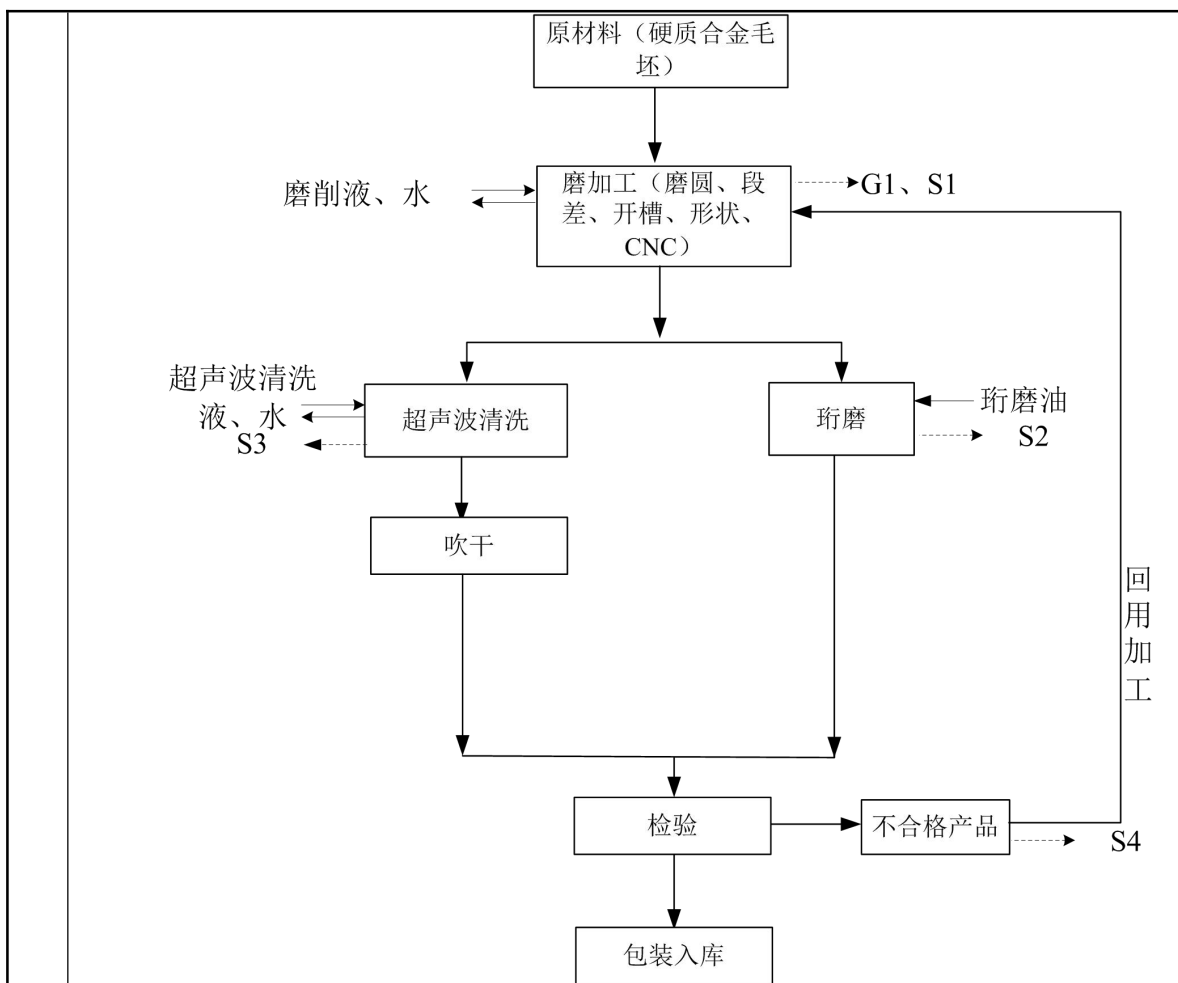 原材料（硬质合金毛
坯）
磨削液、水
磨加工（磨圆、段
差、开槽、形状、
CNC）
G1、S1
超声波清洗
液、水
S3
超声波清洗
珩磨
珩磨油
S2
吹干
回
用
加
工
检验
不合格产品
S4
包装入库